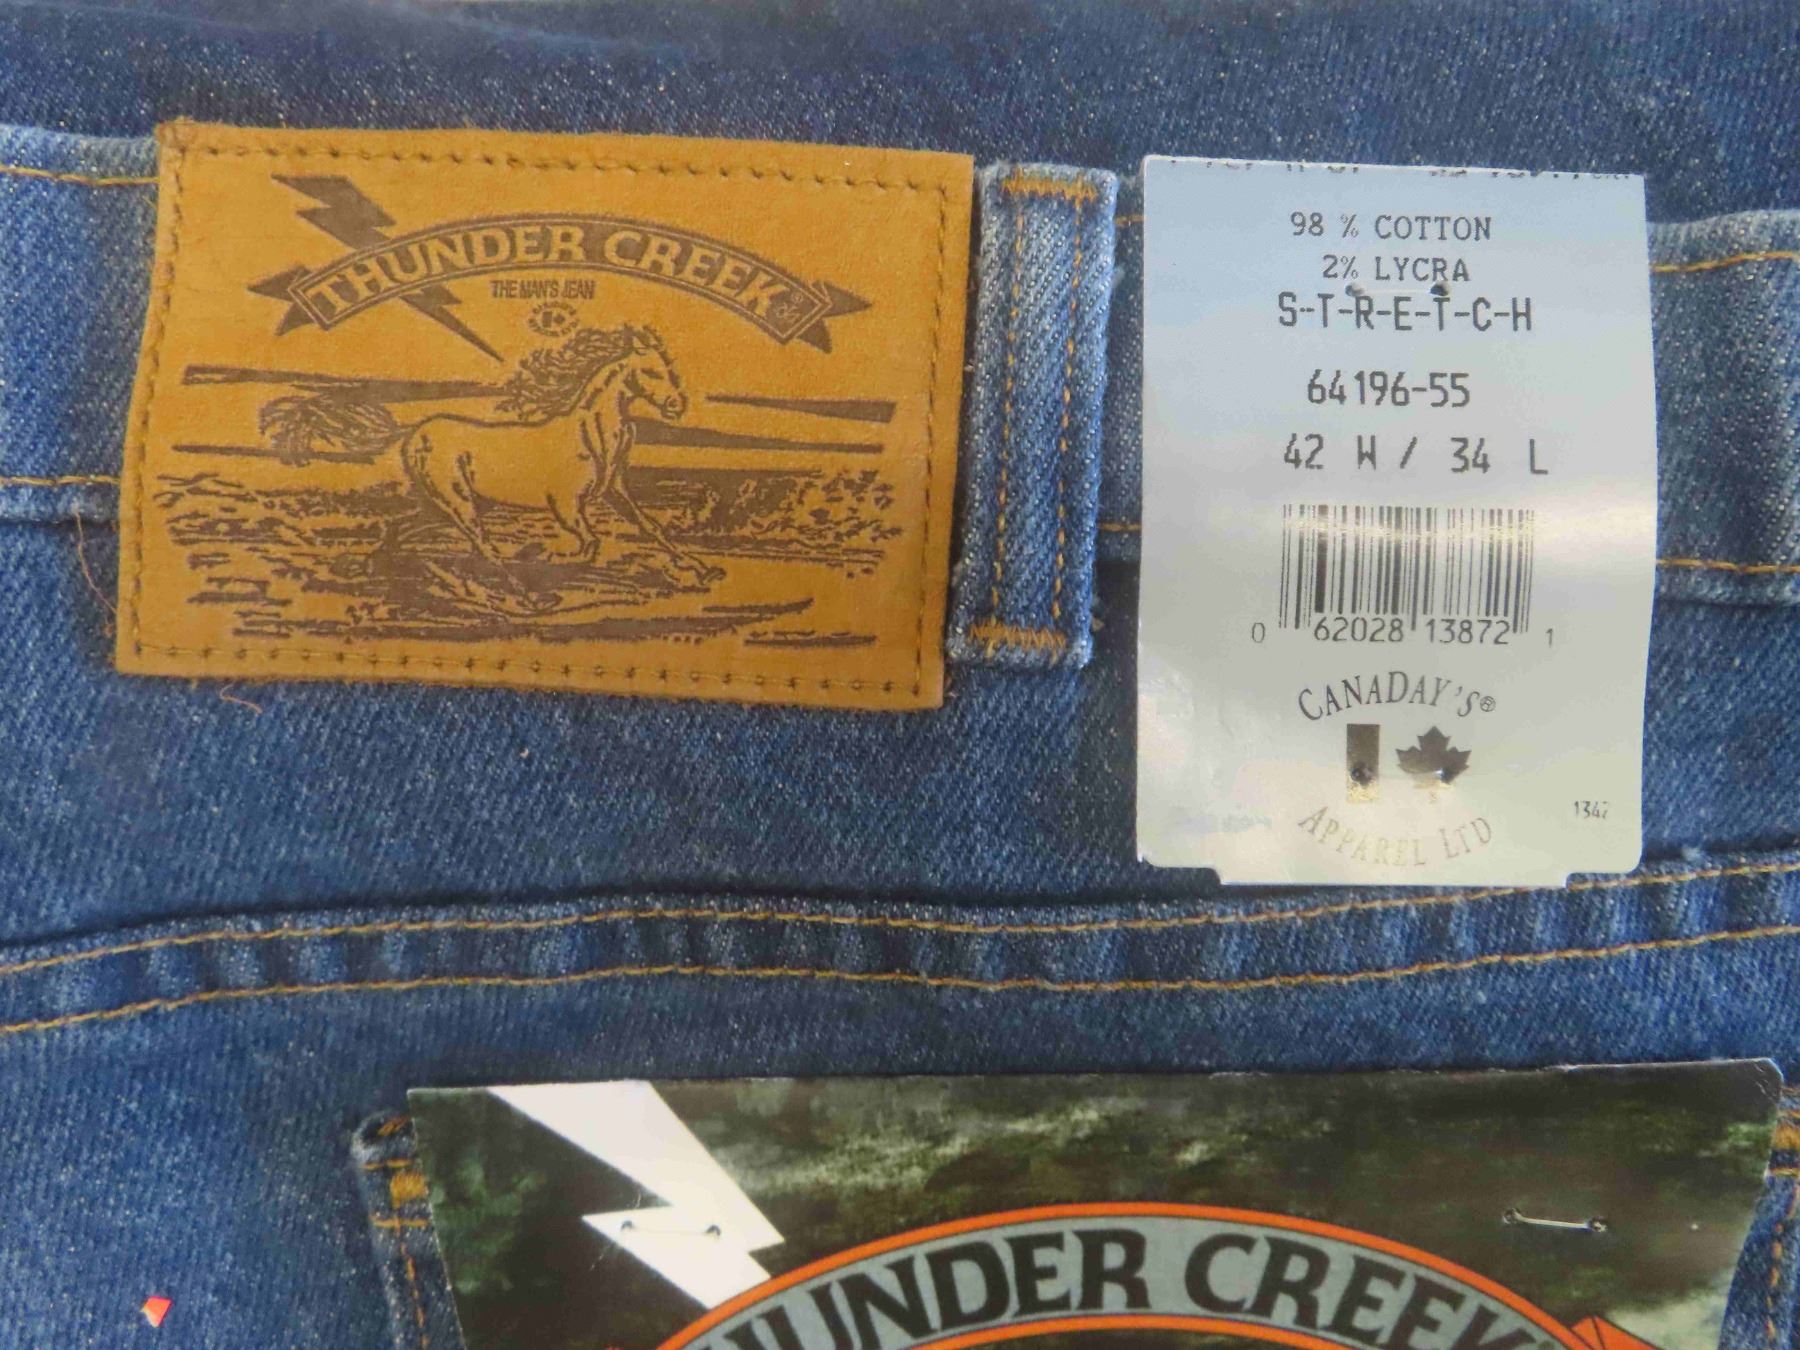 THUNDER CREEK®
THE MAN'S JEAN
98 % COTTON
2% LYCRA
S-T-R-E-T-C-H
64196-55
42 W / 34 L
0 62028 13872 1
CANADAY'S®
APPAREL LTD
1347
THUNDER CREEK